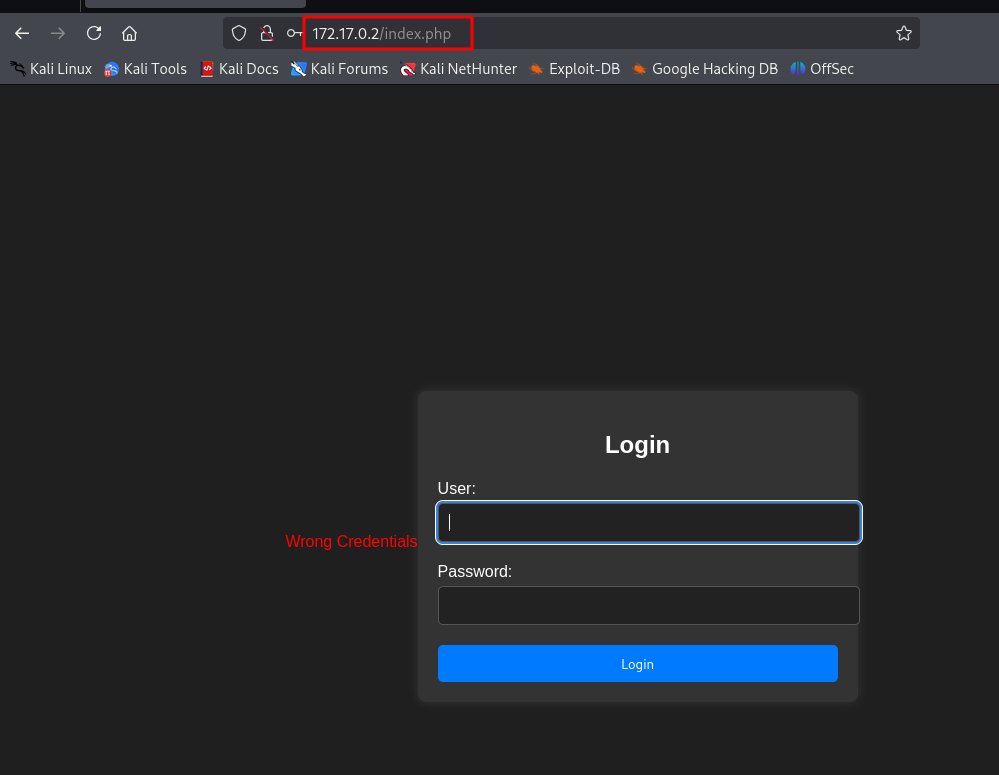 172.17.0.2/index.php
Kali Linux Kali Tools Kali Docs Kali Forums Kali NetHunter Exploit-DB Google Hacking DB OffSec
Login
User:
Wrong Credentials
Password:
Login